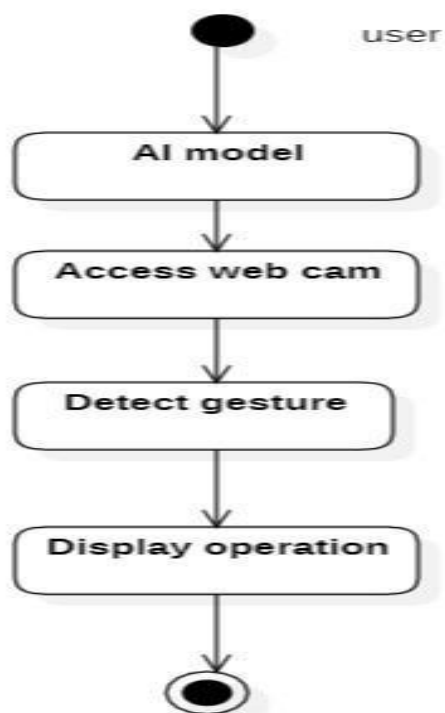 user
AI model
Access web cam
Detect gesture
Display operation